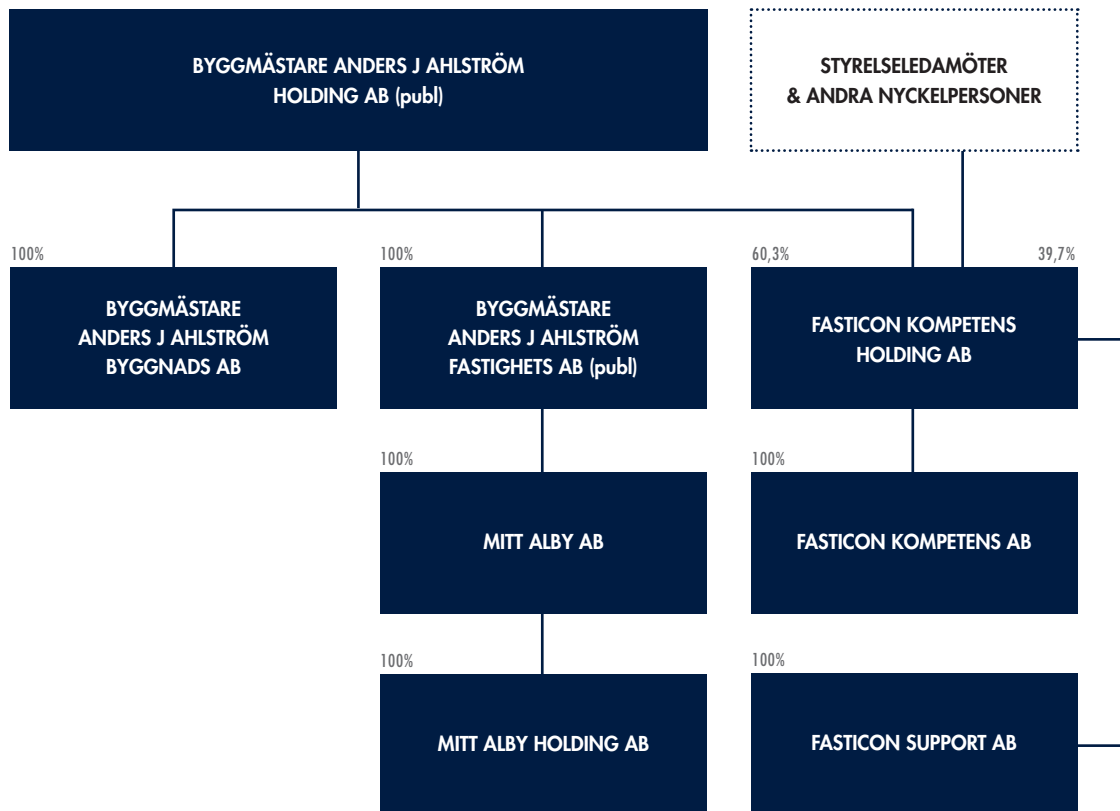 BYGGMÄSTARE ANDERS J AHLSTRÖM
HOLDING AB (publ)
STYRELSELEDAMÖTER
& ANDRA NYCKELPERSONER
100%
BYGGMÄSTARE
ANDERS J AHLSTRÖM
BYGGNADS AB
100%
BYGGMÄSTARE
ANDERS J AHLSTRÖM
FASTIGHETS AB (publ)
60,3%
39,7%
FASTICON KOMPETENS
HOLDING AB
100%
MITT ALBY AB
100%
FASTICON KOMPETENS AB
100%
MITT ALBY HOLDING AB
100%
FASTICON SUPPORT AB